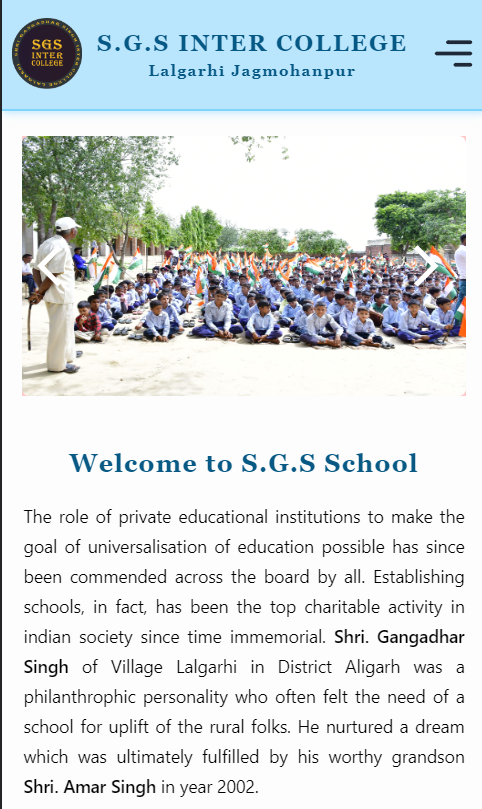 SGS
INTER
COLLEGE
S.G.S INTER COLLEGE
Lalgarhi Jagmohanpur
Welcome to S.G.S School
The role of private educational institutions to make the
goal of universalisation of education possible has since
been commended across the board by all. Establishing
schools, in fact, has been the top charitable activity in
indian society since time immemorial. Shri. Gangadhar
Singh of Village Lalgarhi in District Aligarh was a
philanthrophic personality who often felt the need of a
school for uplift of the rural folks. He nurtured a dream
which was ultimately fulfilled by his worthy grandson
Shri. Amar Singh in year 2002.